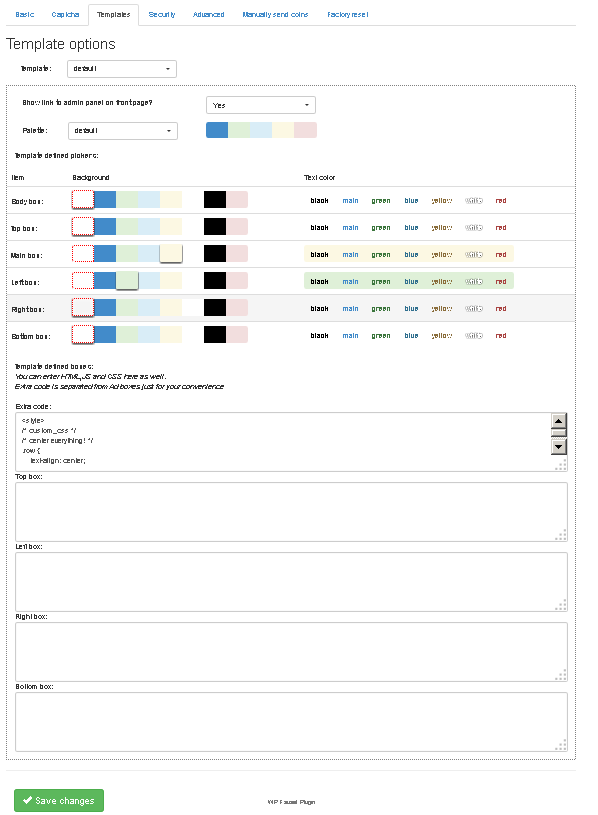 Basic Captcha Templates Security Advanced Manually send coins Factory reset
Template options
Template: default
Show link to admin panel on front page? Yes
Palette: default
Template defined pickers:
Item Background Text color
Body box: black main green blue yellow white red
Top box: black main green blue yellow white red
Main box: black main green blue yellow white red
Left box: black main green blue yellow white red
Right box: black main green blue yellow white red
Bottom box: black main green blue yellow white red
Template defined boxes:
You can enter HTML, JS and CSS here as well.
Extra code is separated from Ad boxes just for your convenience
Extra code:
<style>
/* custom_css */
/* center everything! */
.row {
text-align: center;
Top box:
Left box:
Right box:
Bottom box:
Save changes
Faucet Plugin